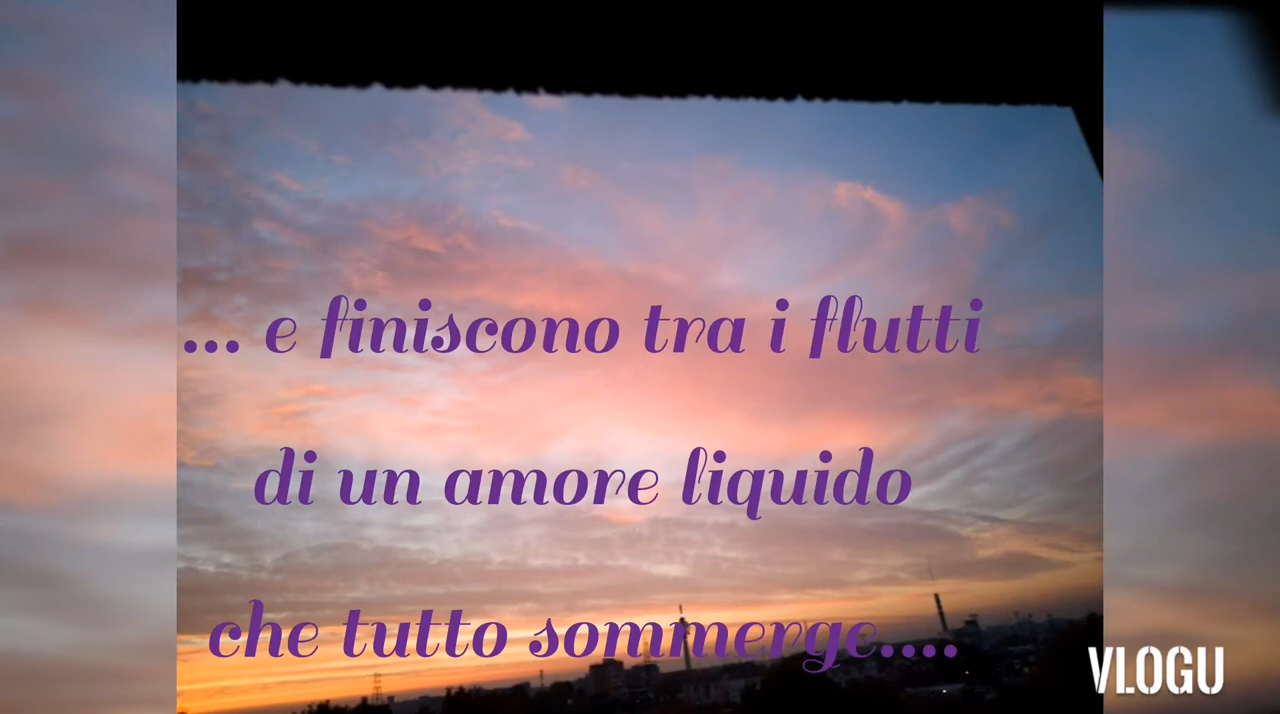 ... e finiscono tra i flutti
di un amore liquido
che tutto sommerge....
VLOGU